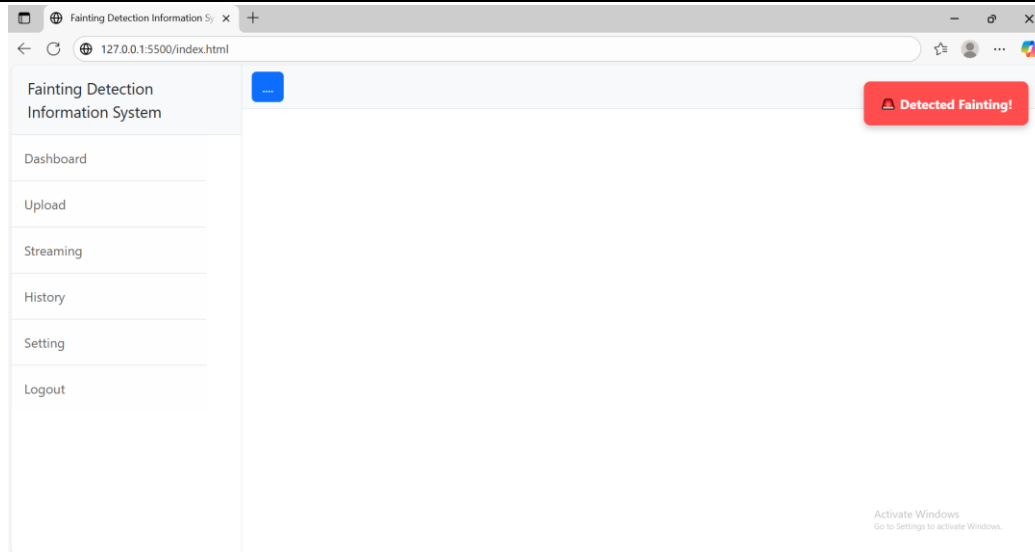 Fainting Detection Information Sy
127.0.0.1:5500/index.html
Fainting Detection
Information System
....
🚨 Detected Fainting!
Dashboard
Upload
Streaming
History
Setting
Logout
Activate Windows
Go to Settings to activate Windows.